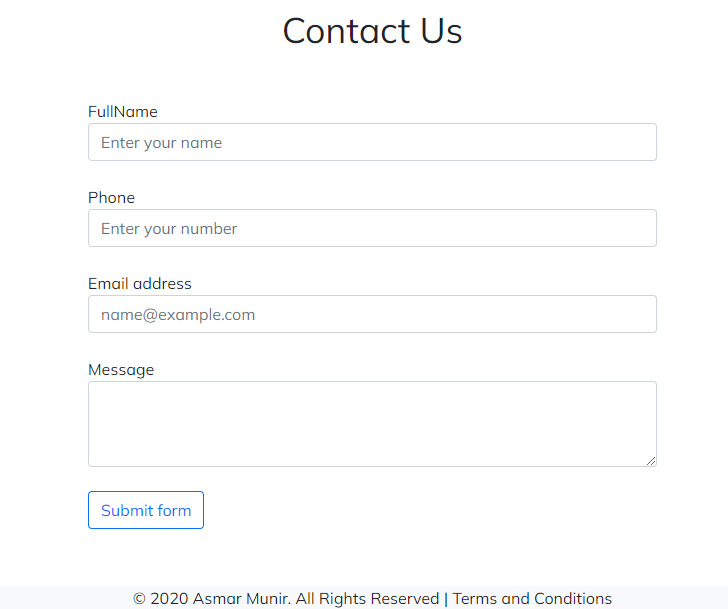 Contact Us
FullName
Enter your name
Phone
Enter your number
Email address
name@example.com
Message
Submit form
© 2020 Asmar Munir. All Rights Reserved | Terms and Conditions